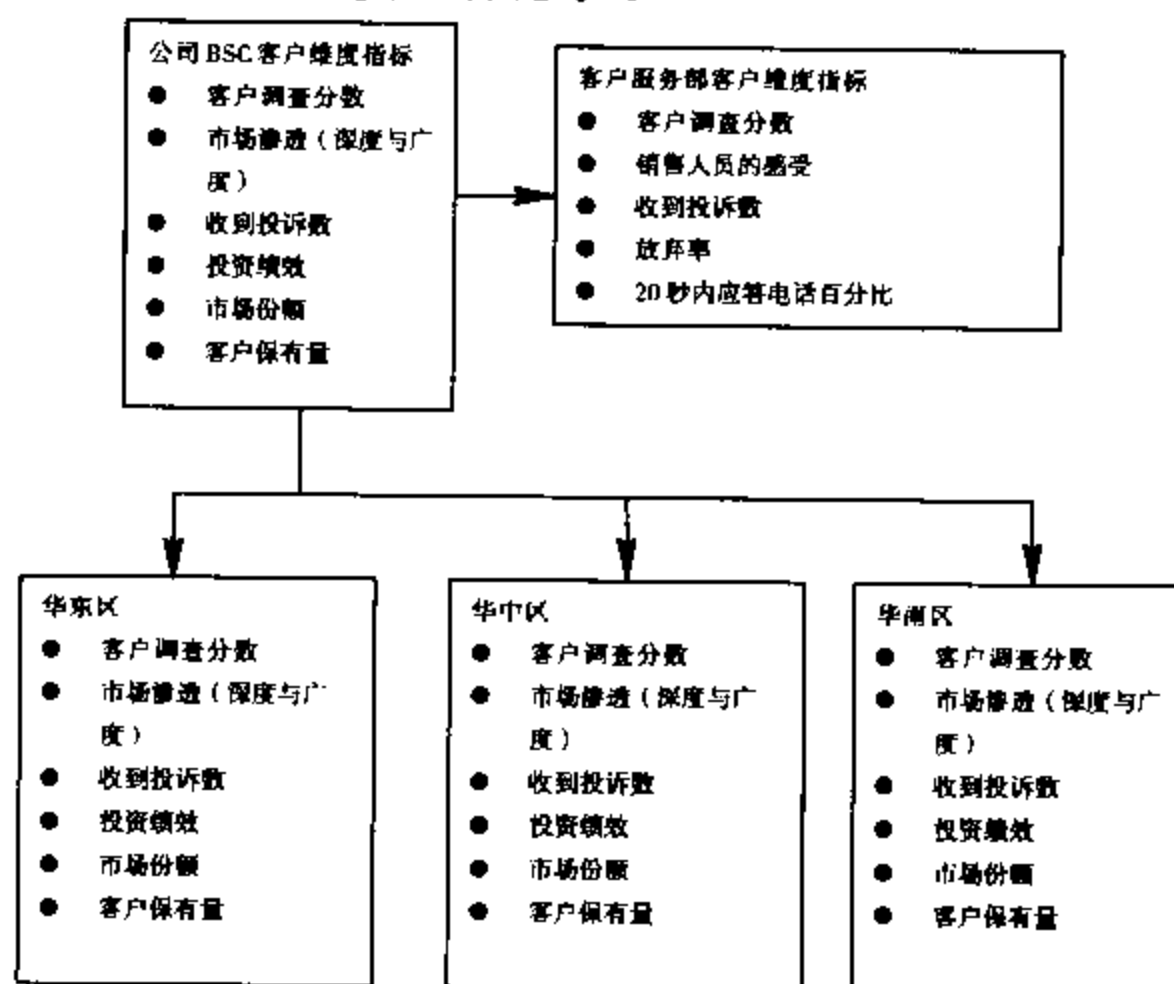 公司 BSC 客户维度指标
● 客户调查分数
● 市场渗透（深度与广
度）
● 收到投诉数
● 投资绩效
● 市场份额
● 客户保有量
客户服务部客户维度指标
● 客户调查分数
● 销售人员的感受
● 收到投诉数
● 放弃率
● 20 秒内应答电话百分比
华东区
● 客户调查分数
● 市场渗透（深度与广
度）
● 收到投诉数
● 投资绩效
● 市场份额
● 客户保有量
华中区
● 客户调查分数
● 市场渗透（深度与广
度）
● 收到投诉数
● 投资绩效
● 市场份额
● 客户保有量
华南区
● 客户调查分数
● 市场渗透（深度与广
度）
● 收到投诉数
● 投资绩效
● 市场份额
● 客户保有量